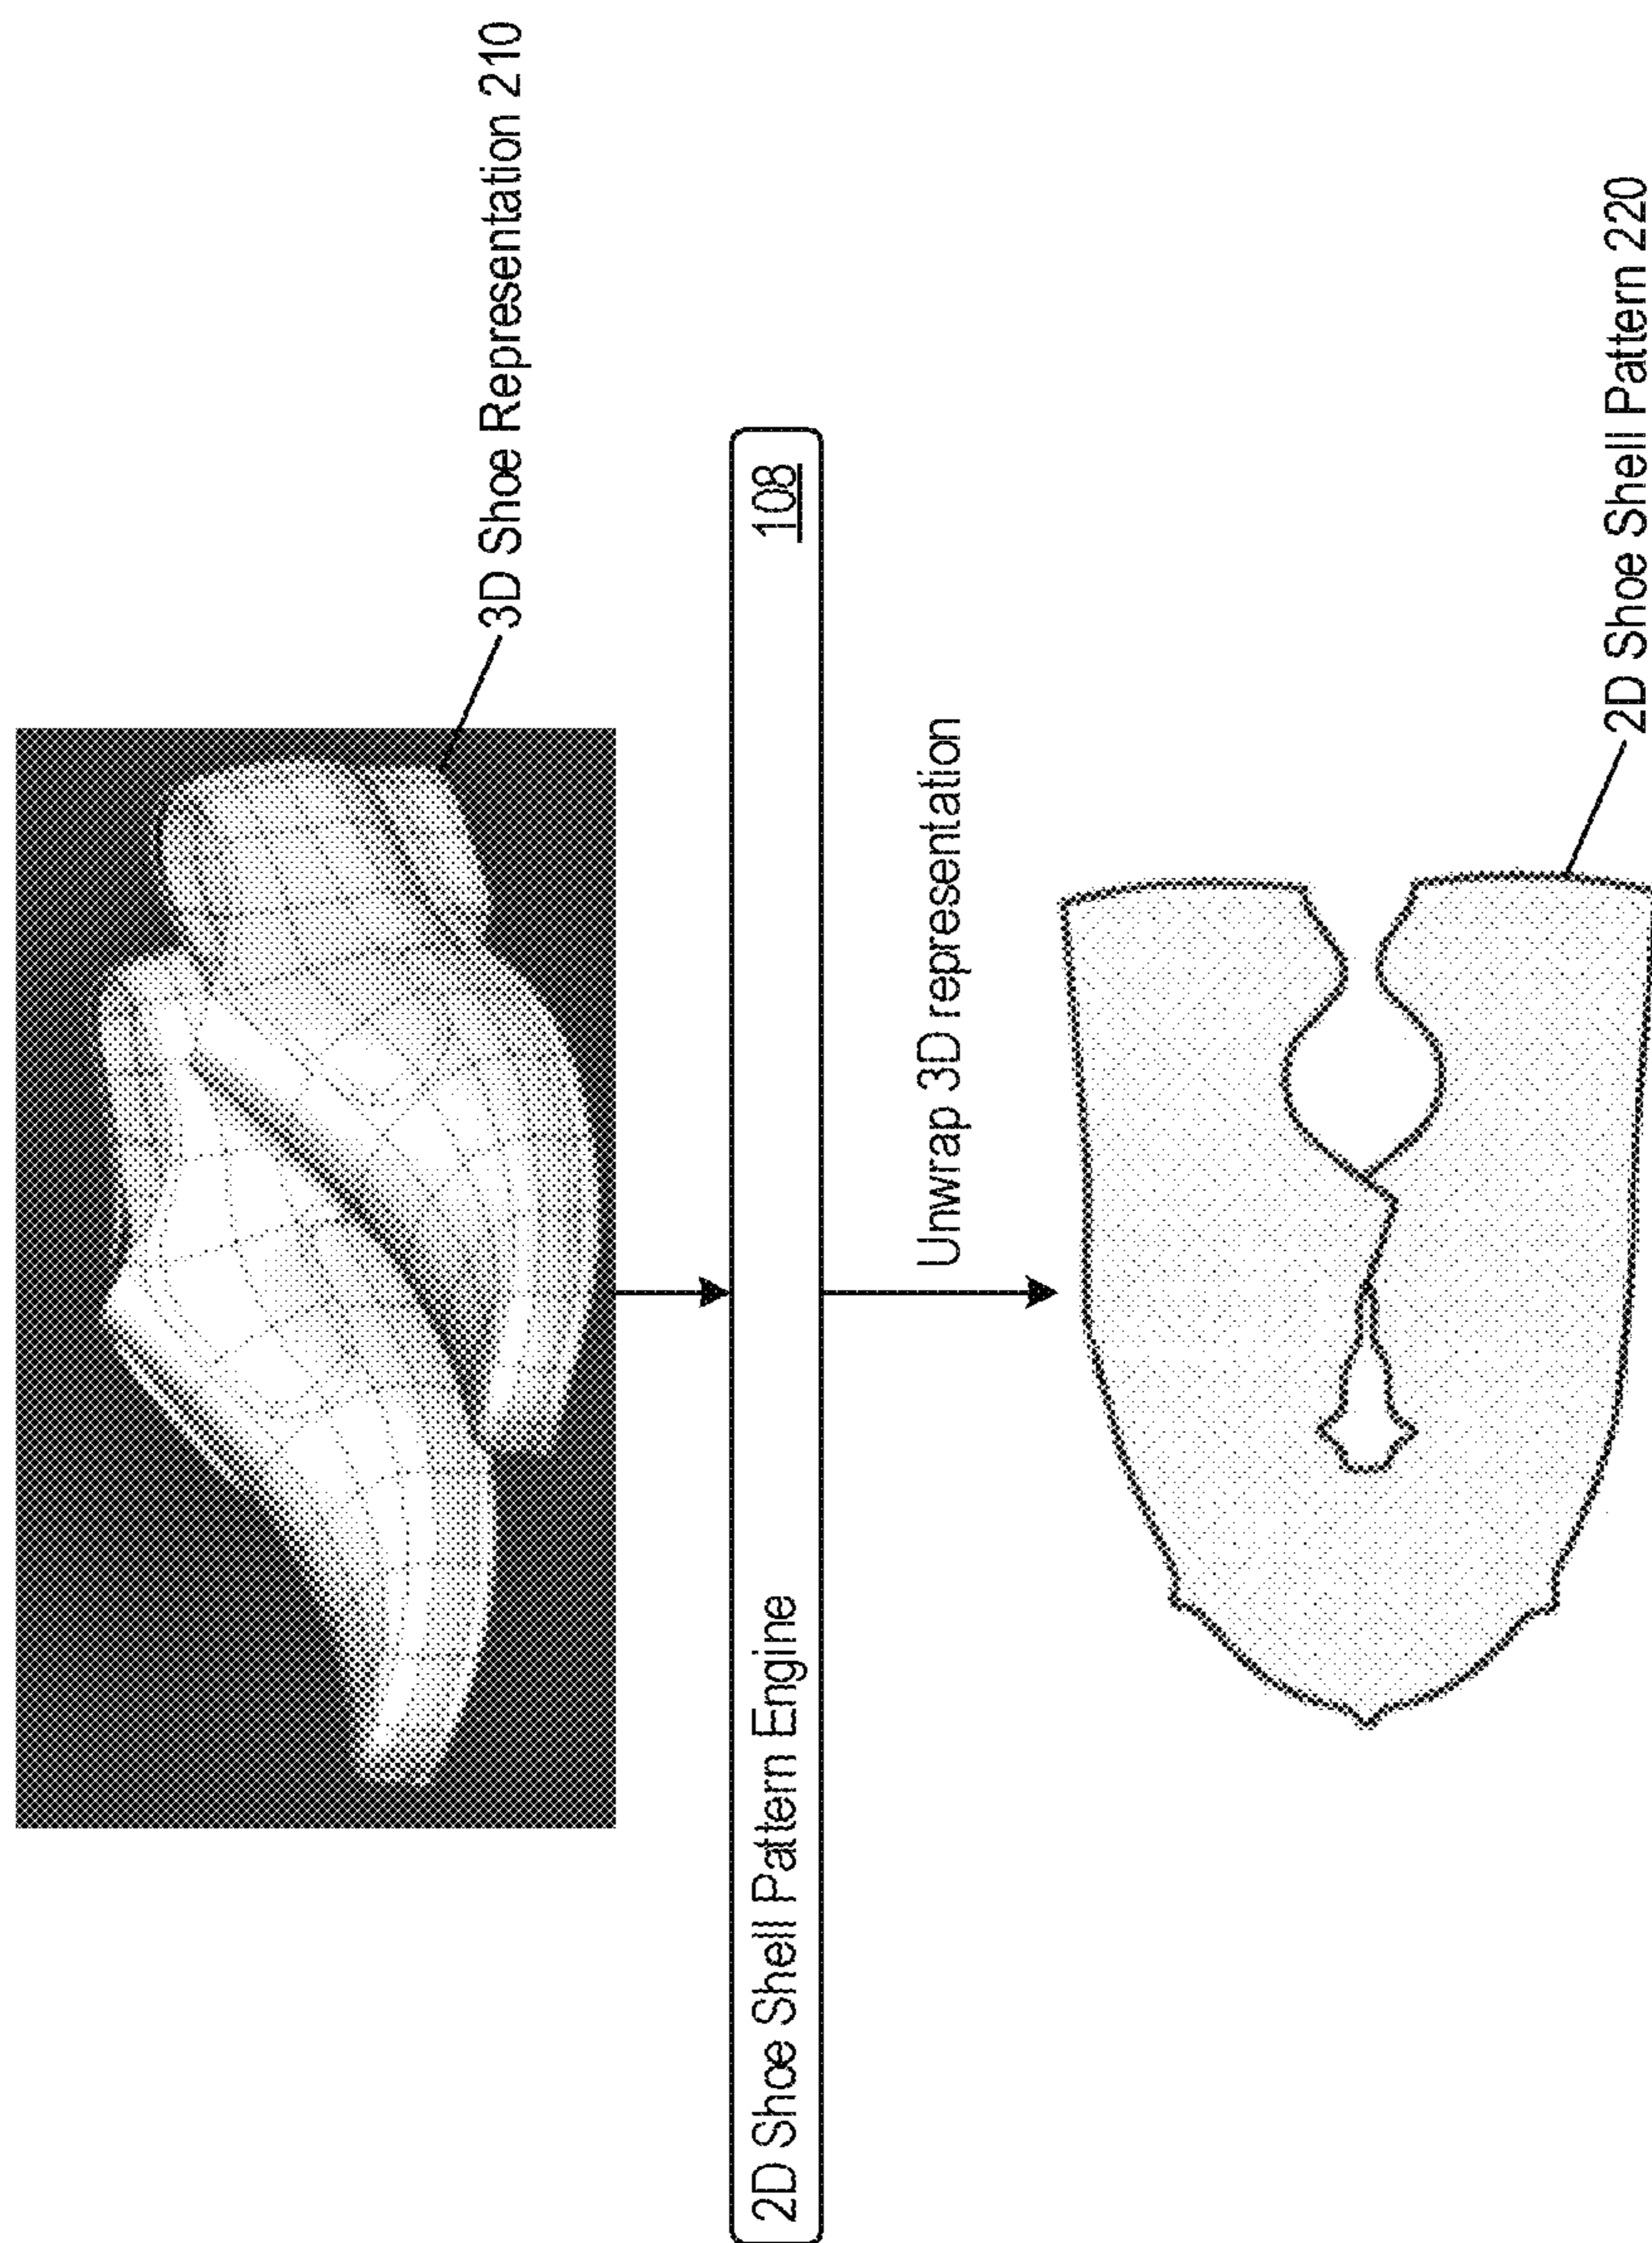 3D Shoe Representation 210
2D Shoe Shell Pattern Engine
108
Unwrap 3D representation
2D Shoe Shell Pattern 220